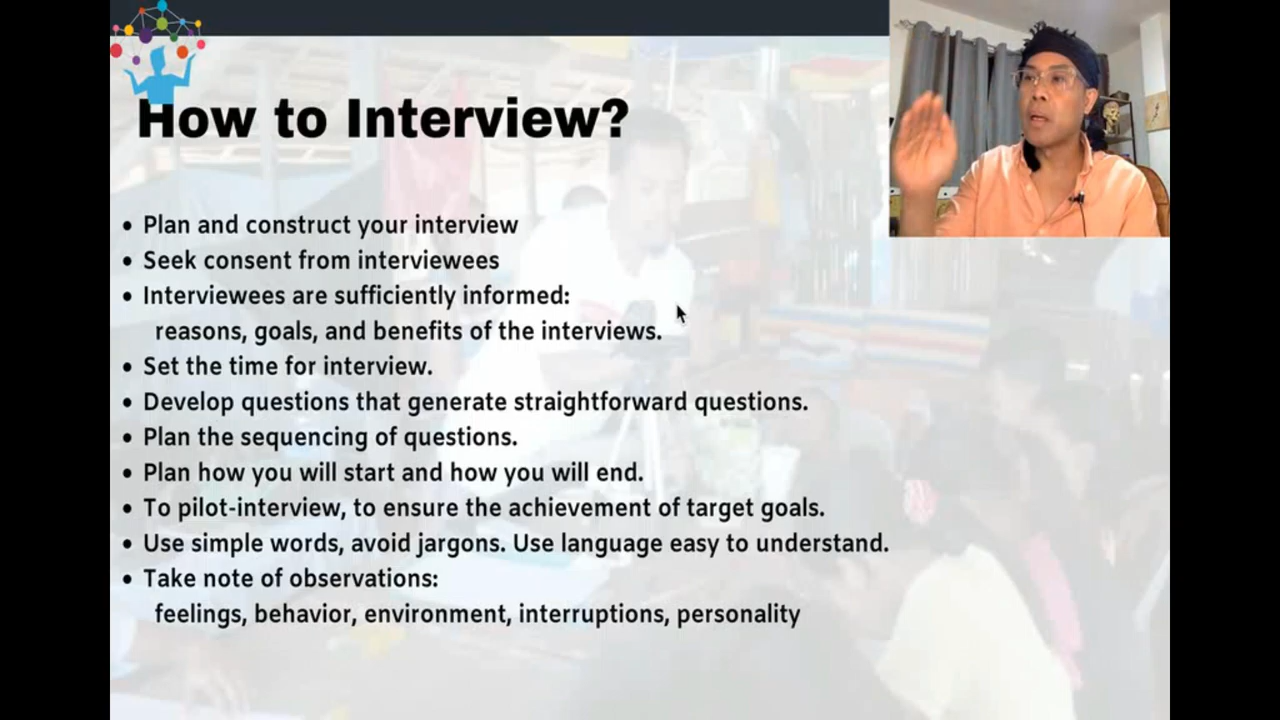 How to Interview?
• Plan and construct your interview
• Seek consent from interviewees
• Interviewees are sufficiently informed:
reasons, goals, and benefits of the interviews.
• Set the time for interview.
• Develop questions that generate straightforward questions.
• Plan the sequencing of questions.
• Plan how you will start and how you will end.
• To pilot-interview, to ensure the achievement of target goals.
• Use simple words, avoid jargons. Use language easy to understand.
• Take note of observations:
feelings, behavior, environment, interruptions, personality